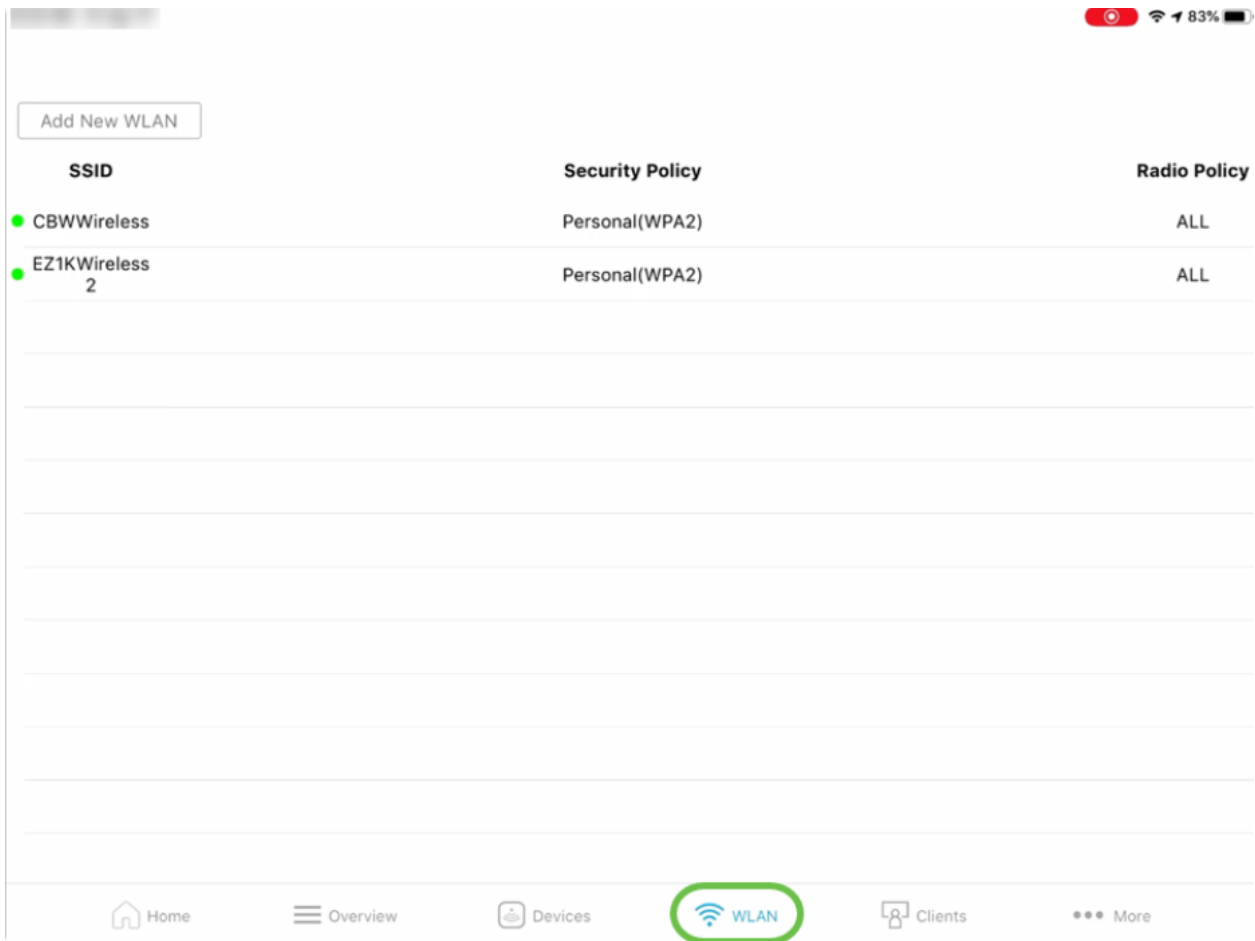 83%
Add New WLAN
SSID Security Policy Radio Policy
CBWWireless Personal(WPA2) ALL
EZ1KWireless
2 Personal(WPA2) ALL
Home Overview Devices WLAN Clients More